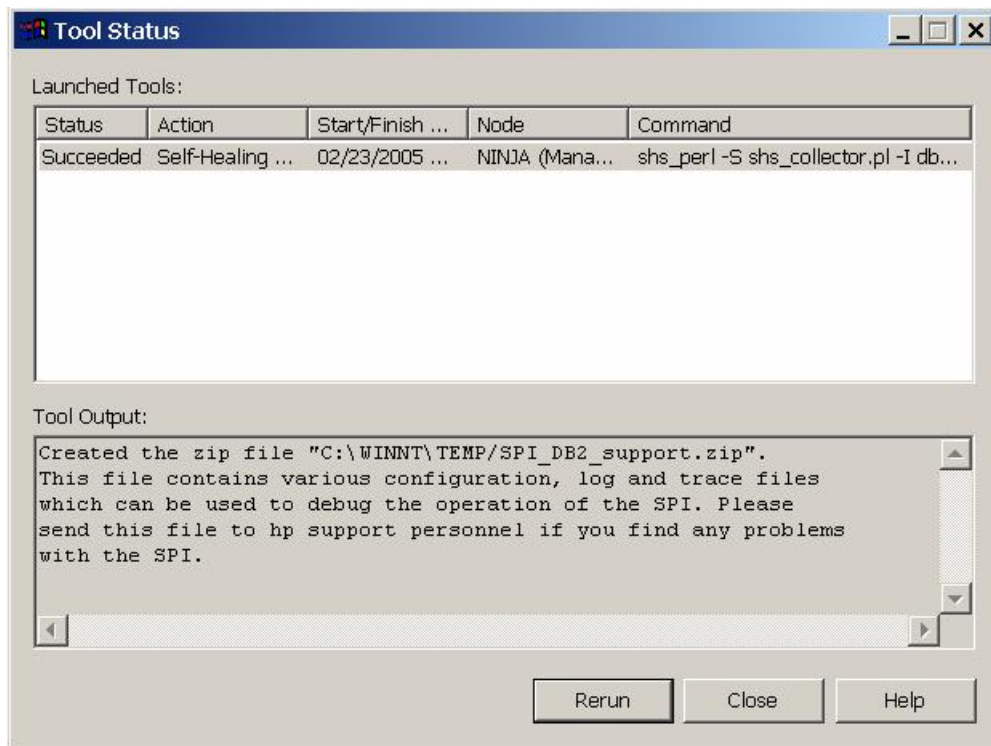 Tool Status
Launched Tools:
Status Action Start/Finish ... Node Command
Succeeded Self-Healing ... 02/23/2005 ... NINJA (Mana... shs_perl -S shs_collector.pl -I db...
Tool Output:
Created the zip file "C:\WINNT\TEMP/SPI_DB2_support.zip".
This file contains various configuration, log and trace files
which can be used to debug the operation of the SPI. Please
send this file to hp support personnel if you find any problems
with the SPI.
Rerun Close Help